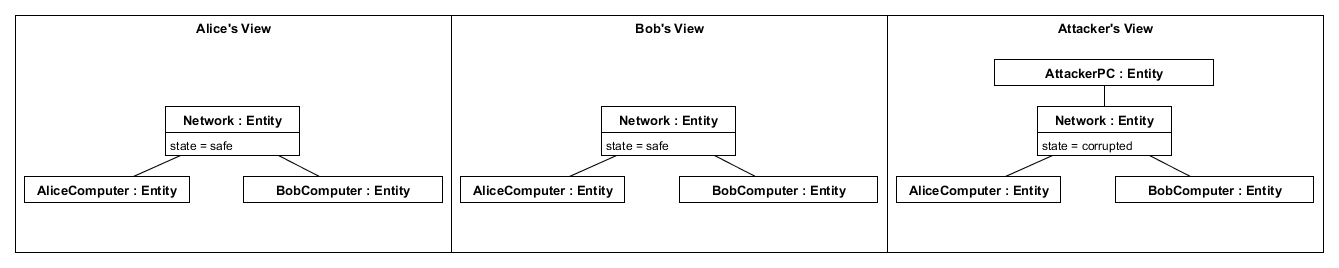 Alice's View
Network : Entity
state = safe
AliceComputer : Entity
BobComputer : Entity
Bob's View
Network : Entity
state = safe
AliceComputer : Entity
BobComputer : Entity
Attacker's View
AttackerPC : Entity
Network : Entity
state = corrupted
AliceComputer : Entity
BobComputer : Entity